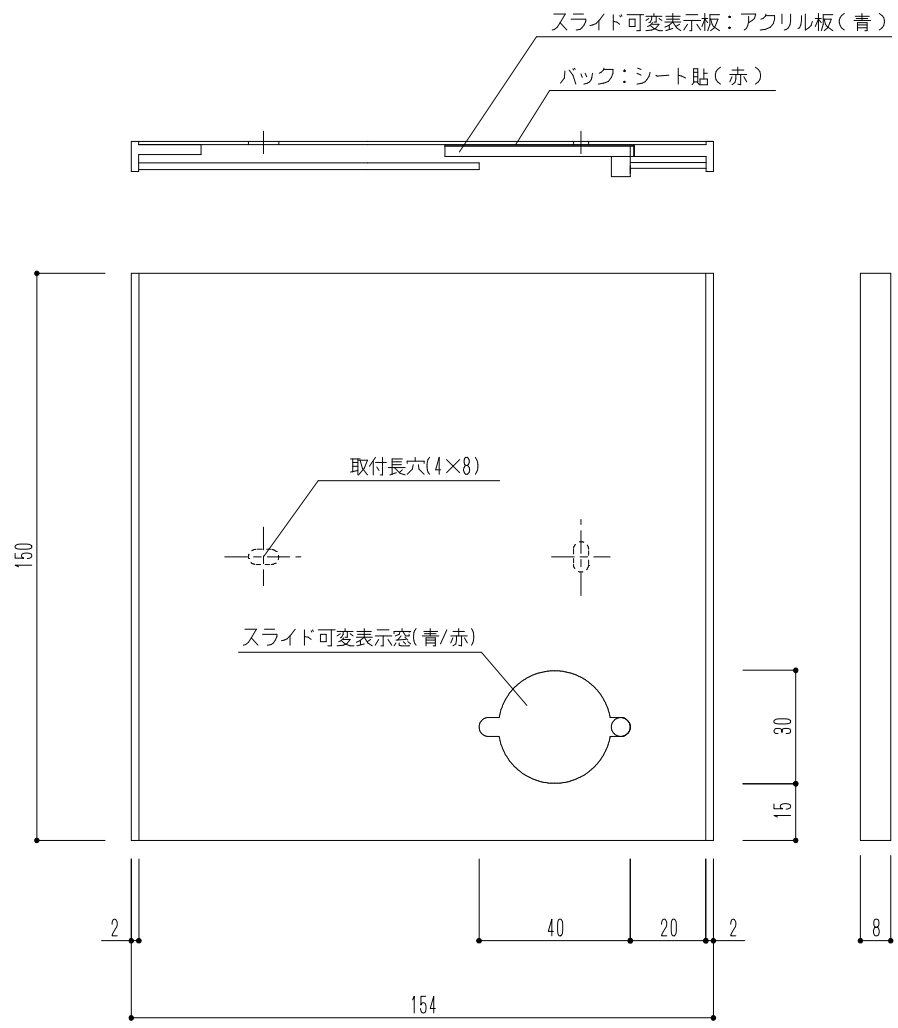 スライド可変表示板：アクリル板(青)
バック：シート貼(赤)
取付長穴(4×8)
150
スライド可変表示窓(青/赤)
30
15
2
40
20
2
8
154